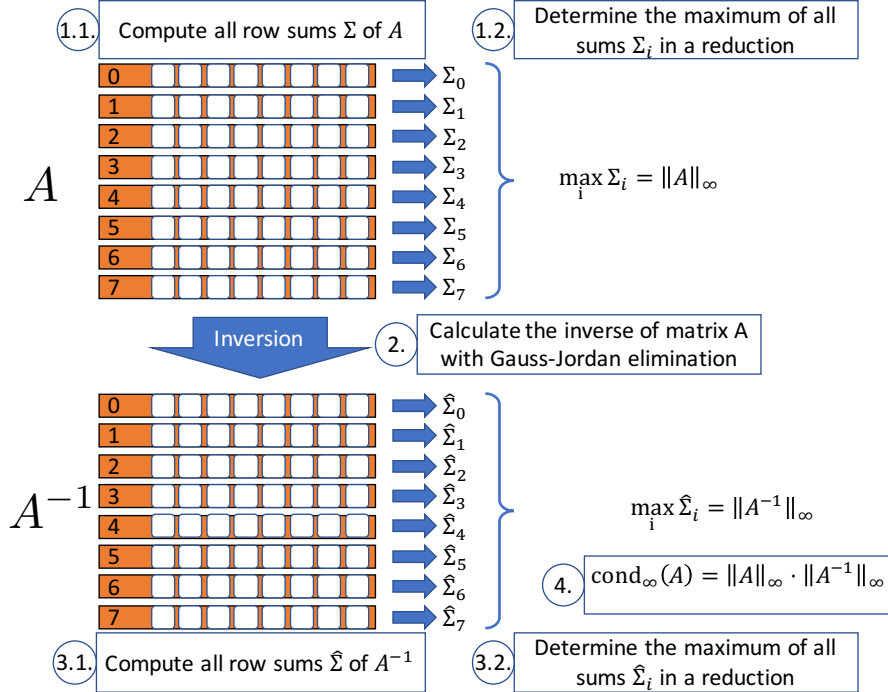 1.1.
Compute all row sums Σ of A
1.2.
Determine the maximum of all
sums Σ_i in a reduction
A
0
Σ_0
1
Σ_1
2
Σ_2
3
Σ_3
4
Σ_4
5
Σ_5
6
Σ_6
7
Σ_7
max_i Σ_i = ‖A‖_∞
Inversion
2.
Calculate the inverse of matrix A
with Gauss-Jordan elimination
A^{-1}
0
Σ̂_0
1
Σ̂_1
2
Σ̂_2
3
Σ̂_3
4
Σ̂_4
5
Σ̂_5
6
Σ̂_6
7
Σ̂_7
max_i Σ̂_i = ‖A^{-1}‖_∞
4.
cond_∞(A) = ‖A‖_∞ · ‖A^{-1}‖_∞
3.1.
Compute all row sums Σ̂ of A^{-1}
3.2.
Determine the maximum of all
sums Σ̂_i in a reduction